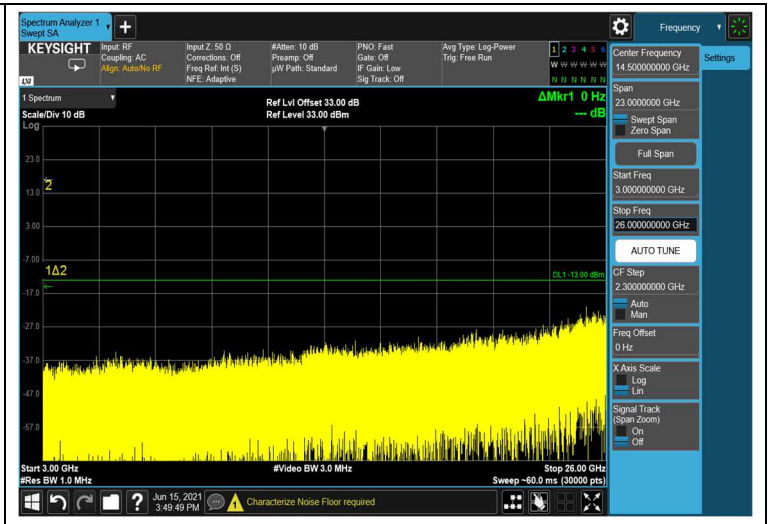 Spectrum Analyzer 1
Swept SA
Frequency
KEYSIGHT
LXI
Input: RF
Coupling: AC
Align: Auto/No RF
Input Z: 50 Ω
Corrections: Off
Freq Ref: Int (S)
NFE: Adaptive
#Atten: 10 dB
Preamp: Off
µW Path: Standard
PNO: Fast
Gate: Off
IF Gain: Low
Sig Track: Off
Avg Type: Log-Power
Trig: Free Run
1 2 3 4 5 6
W W W W W W
N N N N N N
Center Frequency
14.500000000 GHz
Settings
Span
23.0000000 GHz
Swept Span
Zero Span
Full Span
Start Freq
3.000000000 GHz
Stop Freq
26.000000000 GHz
AUTO TUNE
CF Step
2.300000000 GHz
Auto
Man
Freq Offset
0 Hz
X Axis Scale
Log
Lin
Signal Track
(Span Zoom)
On
Off
1 Spectrum
Scale/Div 10 dB
Log
Ref Lvl Offset 33.00 dB
Ref Level 33.00 dBm
ΔMkr1 0 Hz
--- dB
23.0
13.0
3.00
-7.00
-17.0
-27.0
-37.0
-47.0
-57.0
2
1Δ2
DL1 -13.00 dBm
Start 3.00 GHz
#Res BW 1.0 MHz
#Video BW 3.0 MHz
Stop 26.00 GHz
Sweep ~60.0 ms (30000 pts)
?
Jun 15, 2021
3:49:49 PM
1
Characterize Noise Floor required